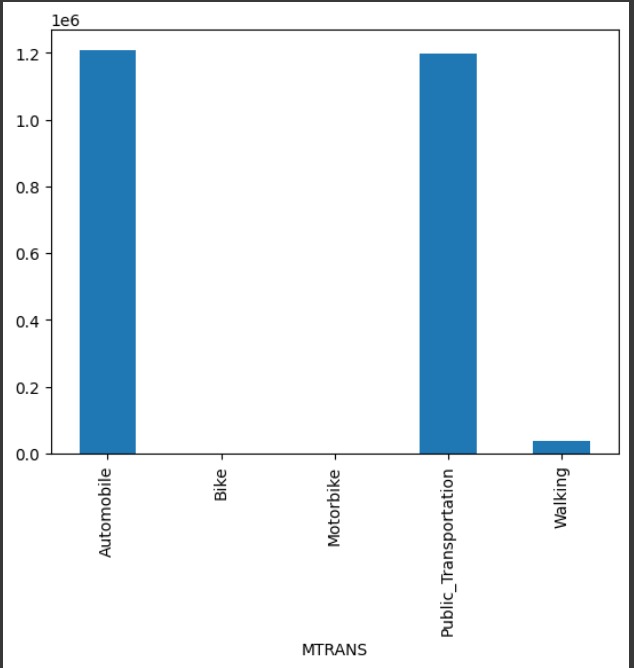 1e6
1.2
1.0
0.8
0.6
0.4
0.2
0.0
Automobile
Bike
Motorbike
Public_Transportation
Walking
MTRANS